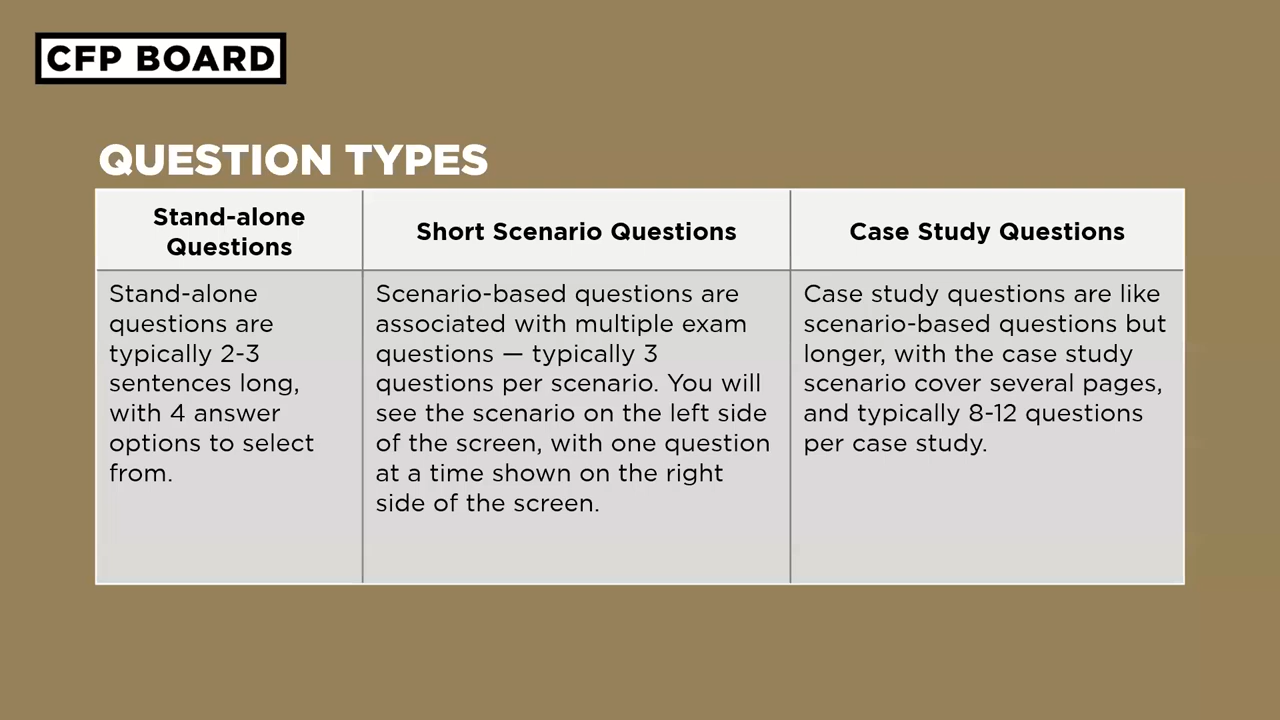 CFP BOARD
QUESTION TYPES
Stand-alone
Questions
Short Scenario Questions
Case Study Questions
Stand-alone
questions are
typically 2-3
sentences long,
with 4 answer
options to select
from.
Scenario-based questions are
associated with multiple exam
questions — typically 3
questions per scenario. You will
see the scenario on the left side
of the screen, with one question
at a time shown on the right
side of the screen.
Case study questions are like
scenario-based questions but
longer, with the case study
scenario cover several pages,
and typically 8-12 questions
per case study.